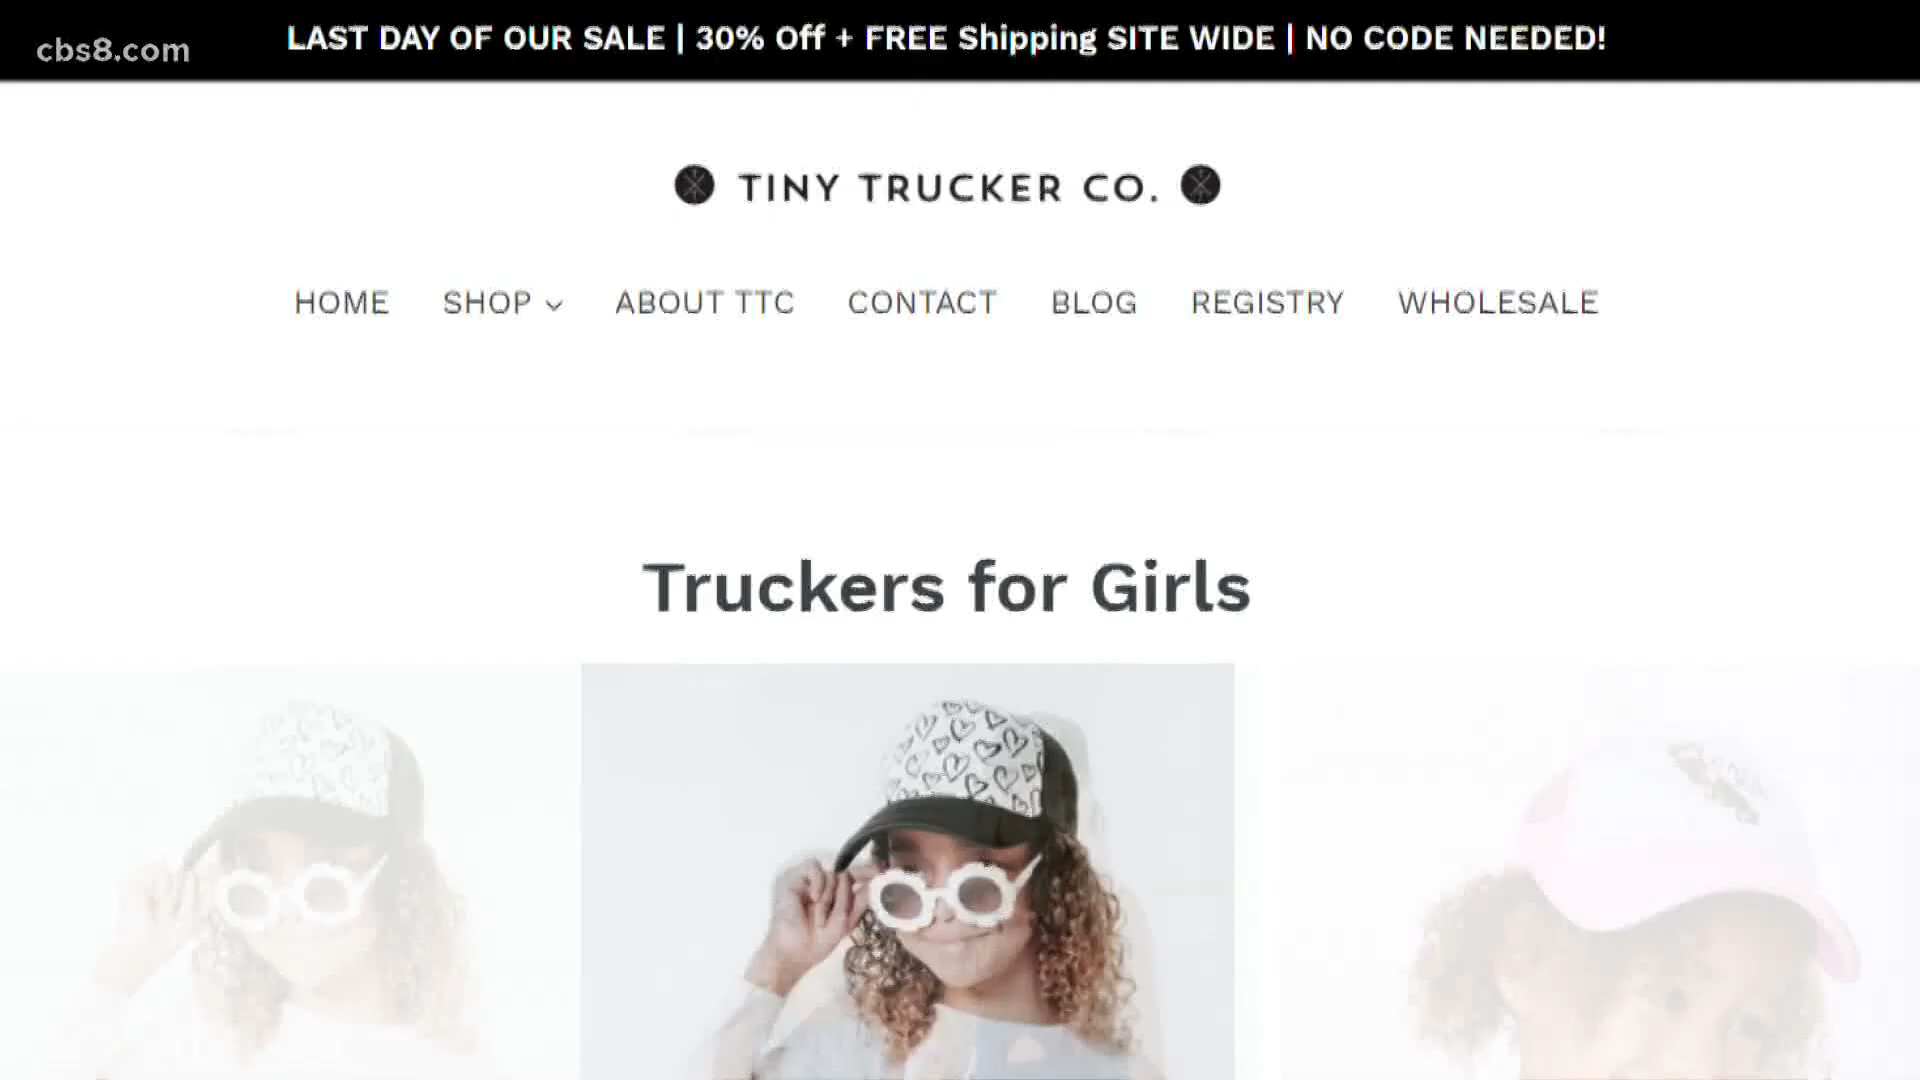 LAST DAY OF OUR SALE | 30% Off + FREE Shipping SITE WIDE | NO CODE NEEDED!
cbs8.com
TINY TRUCKER CO.
HOME SHOP ABOUT TTC CONTACT BLOG REGISTRY WHOLESALE
Truckers for Girls